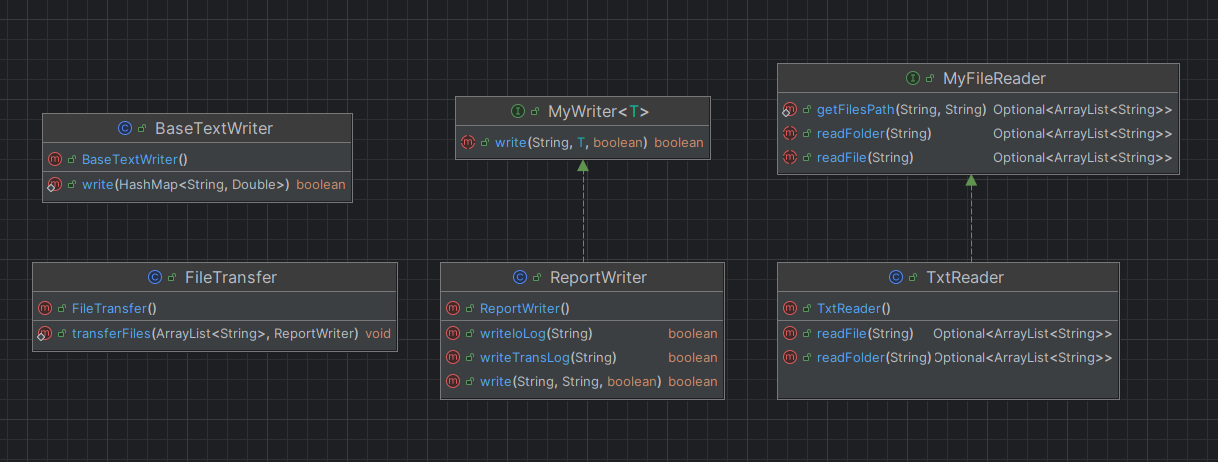 BaseTextWriter
BaseTextWriter()
write(HashMap<String, Double>) boolean
MyWriter<T>
write(String, T, boolean) boolean
MyFileReader
getFilesPath(String, String) Optional<ArrayList<String>>
readFolder(String) Optional<ArrayList<String>>
readFile(String) Optional<ArrayList<String>>
FileTransfer
FileTransfer()
transferFiles(ArrayList<String>, ReportWriter) void
ReportWriter
ReportWriter()
writeIoLog(String) boolean
writeTransLog(String) boolean
write(String, String, boolean) boolean
TxtReader
TxtReader()
readFile(String) Optional<ArrayList<String>>
readFolder(String) Optional<ArrayList<String>>